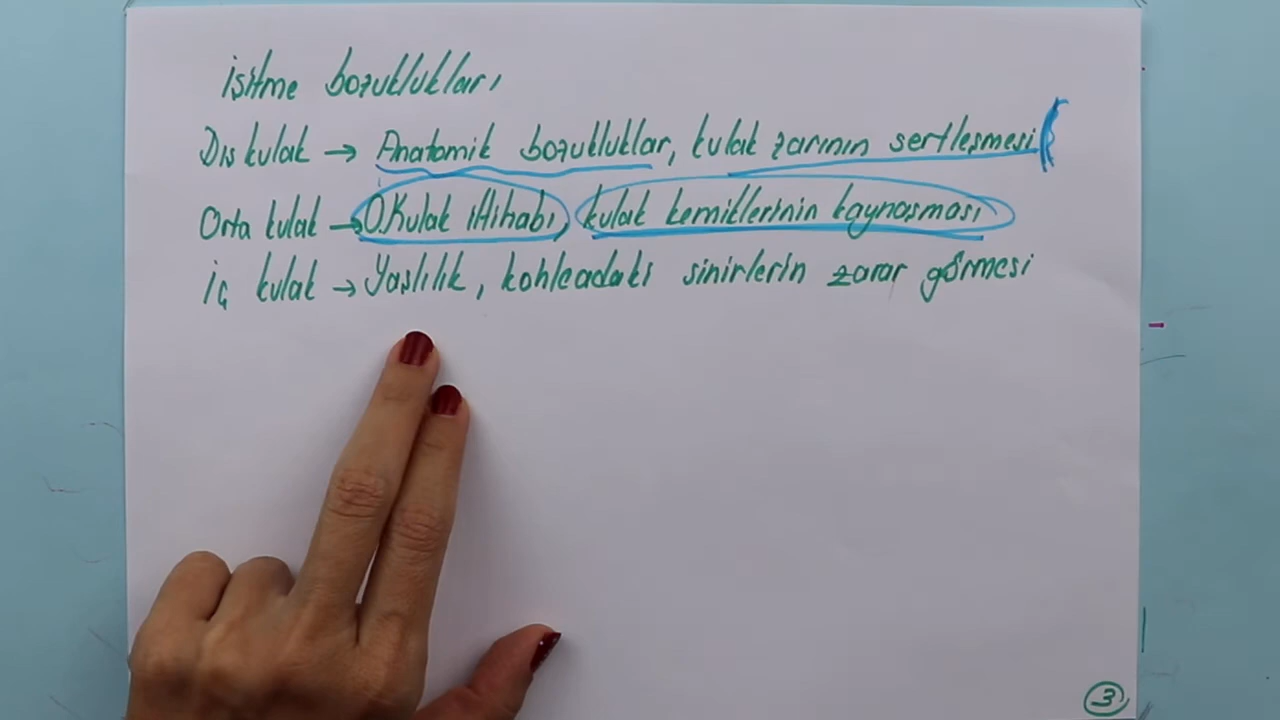 İşitme bozuklukları
Dış kulak → Anatomik bozukluklar, kulak zarının sertleşmesi
Orta kulak → O.Kulak iltihabı, kulak kemiklerinin kaynaşması
İç kulak → Yaşlılık, kohleadaki sinirlerin zarar görmesi
3